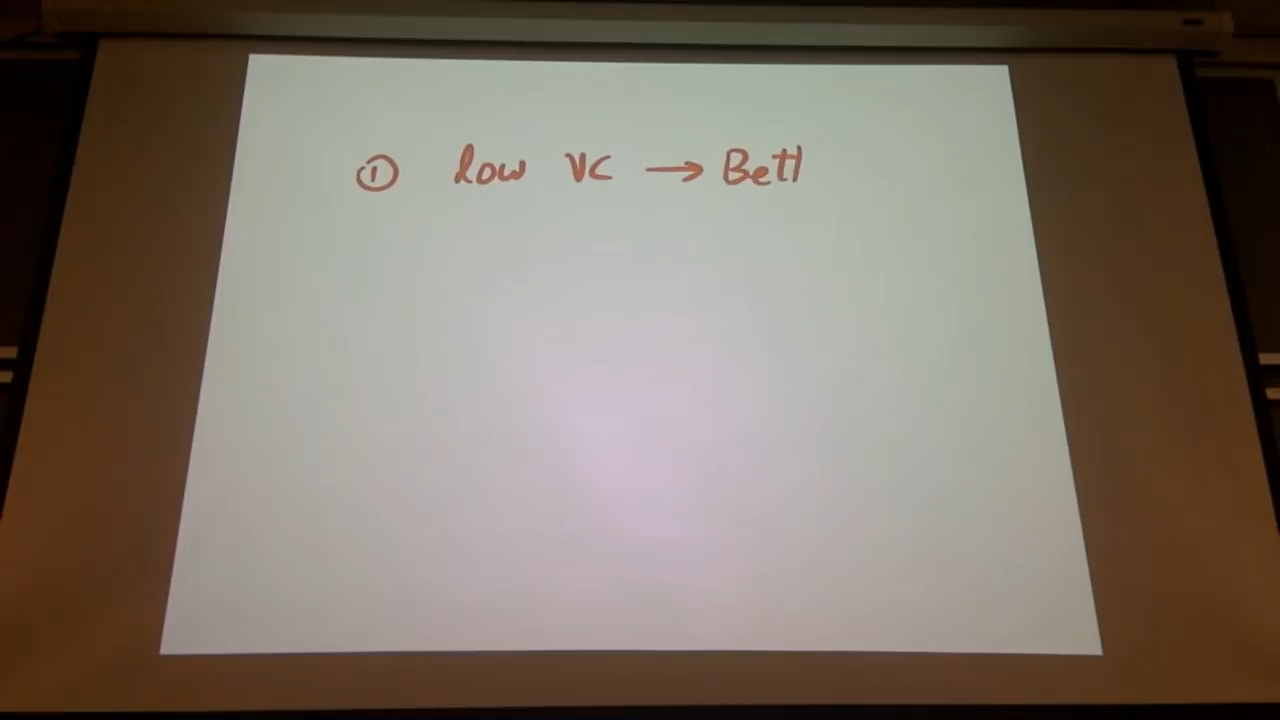 ① low VC → Bett